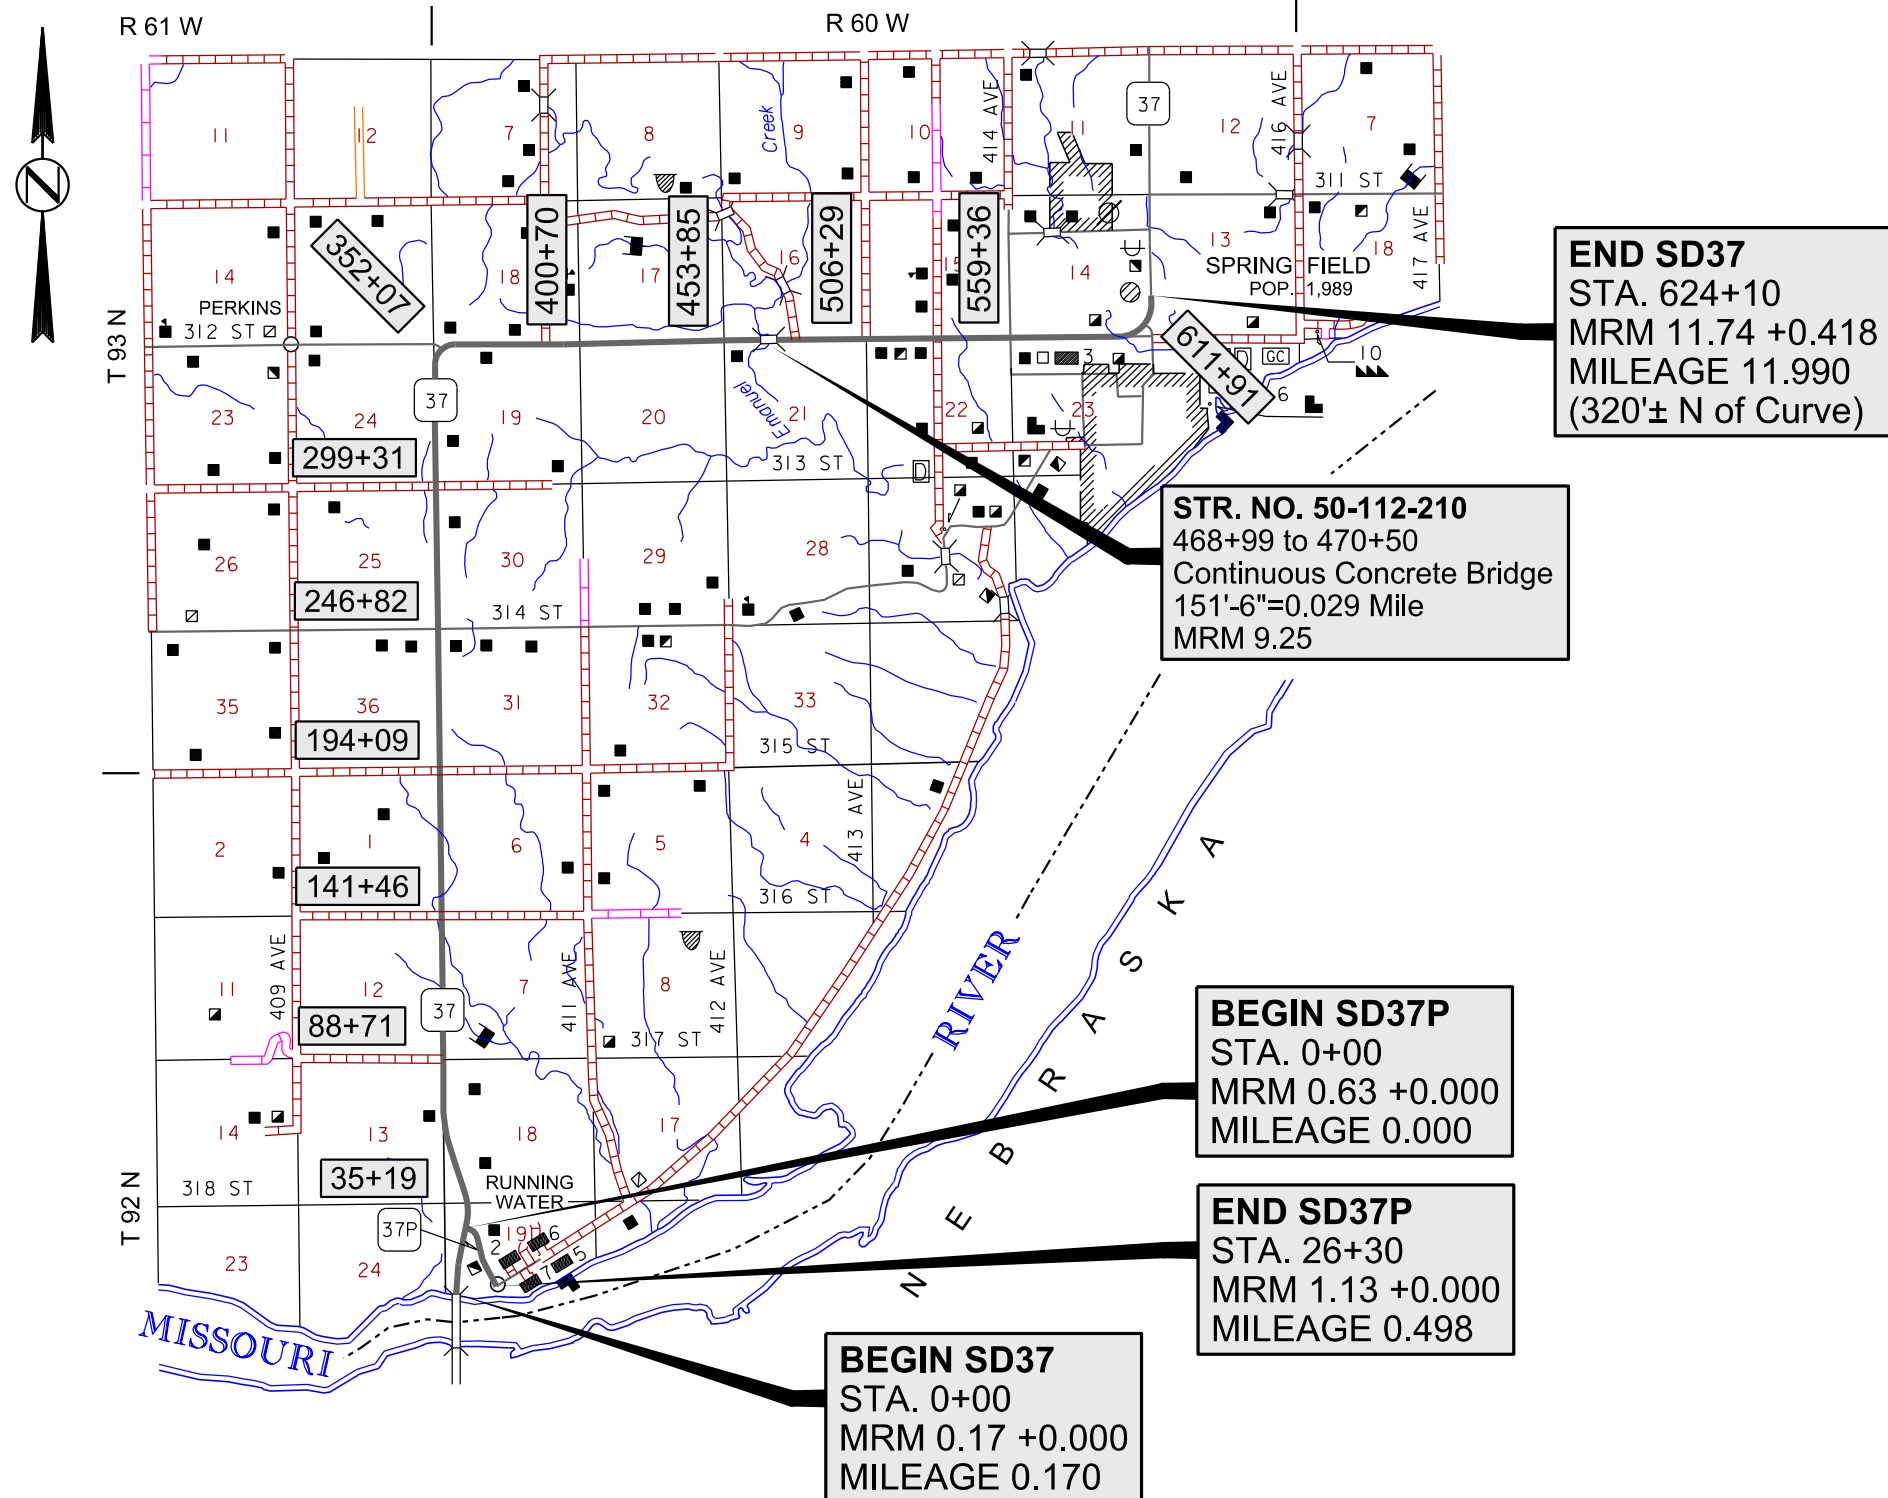 R 61 W
R 60 W
N
11
12
7
8
9
10
11
12
7
Creek
414 AVE
37
416 AVE
311 ST
417 AVE
14
352+07
18
400+70
17
453+85
16
506+29
15
559+36
14
13
18
SPRING FIELD
POP. 1,989
PERKINS
312 ST
T 93 N
END SD37
STA. 624+10
MRM 11.74 +0.418
MILEAGE 11.990
(320'± N of Curve)
611+91
3
D
GC
10
6
37
23
24
19
20
Emanuel
21
22
23
299+31
313 ST
D
STR. NO. 50-112-210
468+99 to 470+50
Continuous Concrete Bridge
151'-6"=0.029 Mile
MRM 9.25
26
25
30
29
28
246+82
314 ST
35
36
31
32
33
194+09
315 ST
2
1
6
5
4
413 AVE
141+46
316 ST
409 AVE
11
12
37
7
411 AVE
8
412 AVE
88+71
317 ST
RIVER
NEBRASKA
BEGIN SD37P
STA. 0+00
MRM 0.63 +0.000
MILEAGE 0.000
14
13
18
17
35+19
T 92 N
318 ST
RUNNING
WATER
37P
19
2
6
5
7
23
24
END SD37P
STA. 26+30
MRM 1.13 +0.000
MILEAGE 0.498
MISSOURI
BEGIN SD37
STA. 0+00
MRM 0.17 +0.000
MILEAGE 0.170